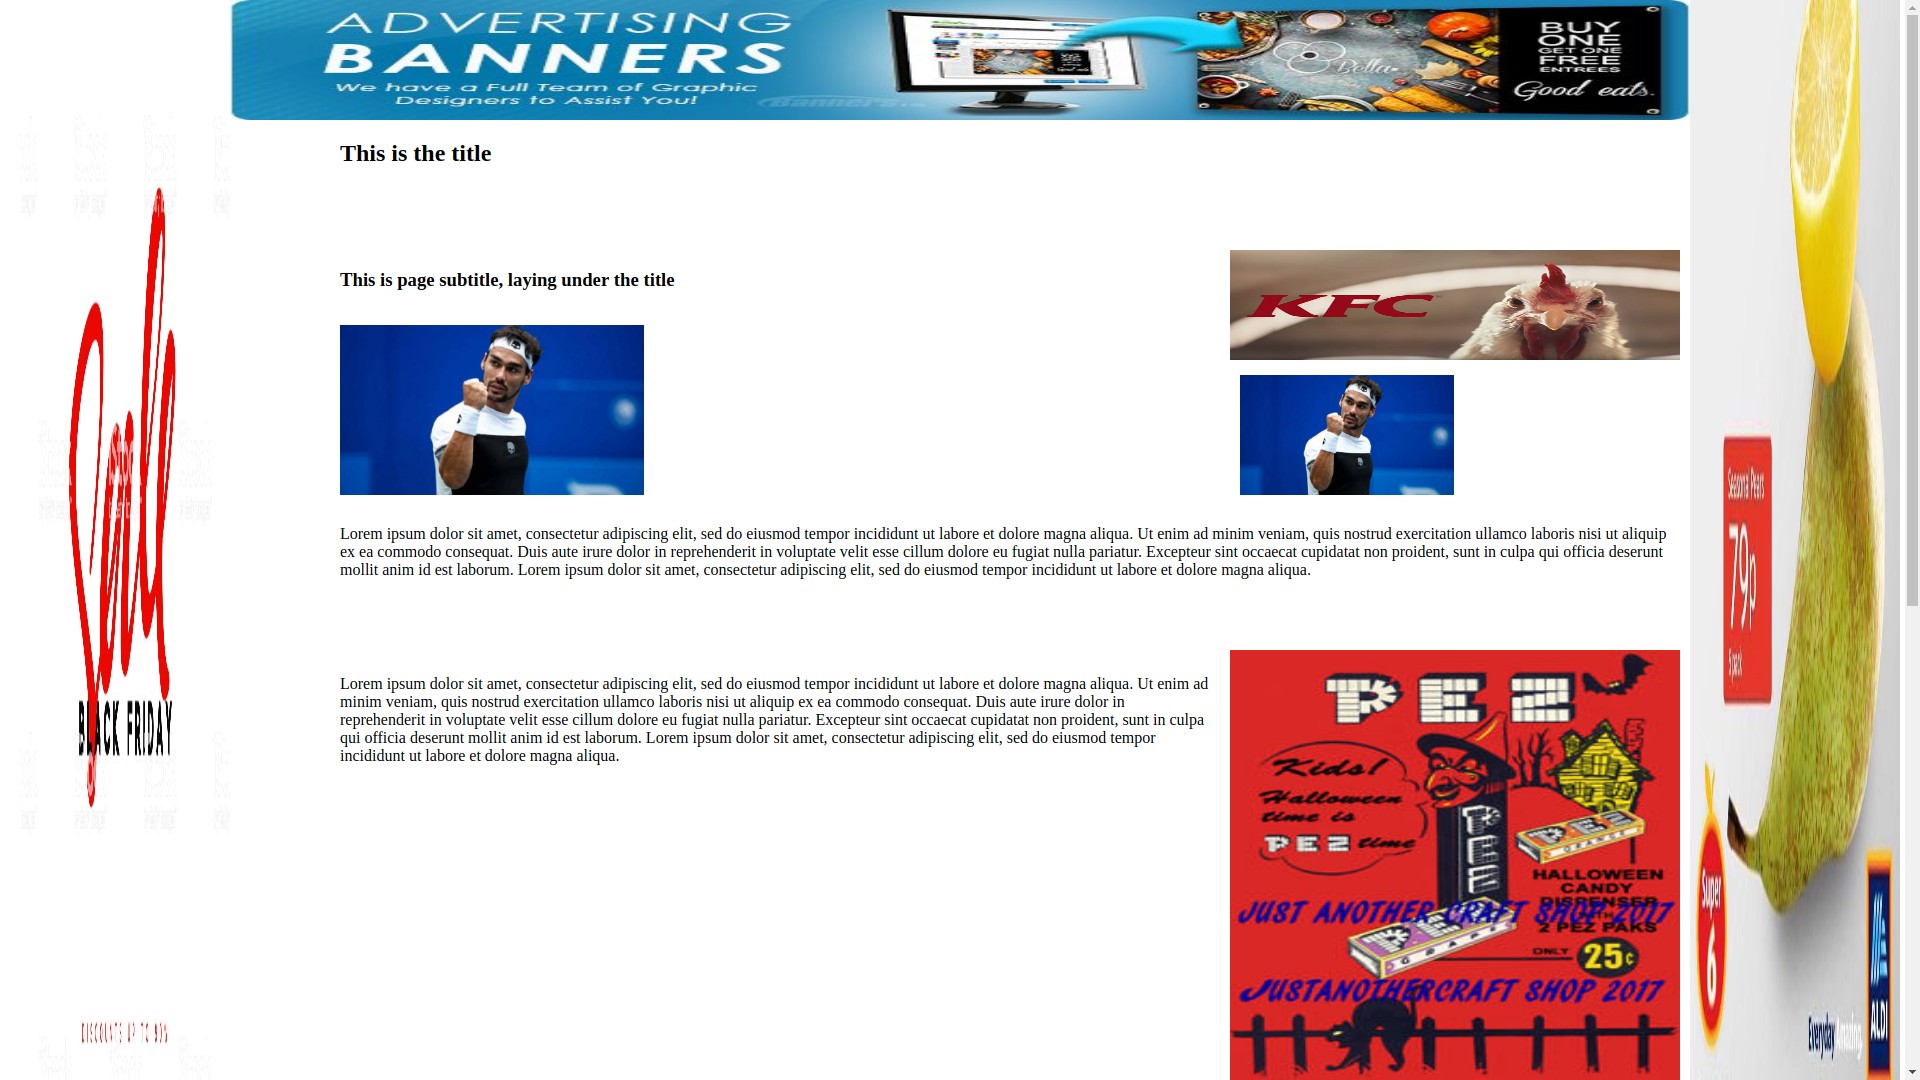 ADVERTISING
BANNERS
We have a Full Team of Graphic
Designers to Assist You!
Bella
BUY
ONE
GET ONE
FREE
ENTREES
Good eats.
This is the title
This is page subtitle, laying under the title
KFC
Lorem ipsum dolor sit amet, consectetur adipiscing elit, sed do eiusmod tempor incididunt ut labore et dolore magna aliqua. Ut enim ad minim veniam, quis nostrud exercitation ullamco laboris nisi ut aliquip
ex ea commodo consequat. Duis aute irure dolor in reprehenderit in voluptate velit esse cillum dolore eu fugiat nulla pariatur. Excepteur sint occaecat cupidatat non proident, sunt in culpa qui officia deserunt
mollit anim id est laborum. Lorem ipsum dolor sit amet, consectetur adipiscing elit, sed do eiusmod tempor incididunt ut labore et dolore magna aliqua.
Lorem ipsum dolor sit amet, consectetur adipiscing elit, sed do eiusmod tempor incididunt ut labore et dolore magna aliqua. Ut enim ad
minim veniam, quis nostrud exercitation ullamco laboris nisi ut aliquip ex ea commodo consequat. Duis aute irure dolor in
reprehenderit in voluptate velit esse cillum dolore eu fugiat nulla pariatur. Excepteur sint occaecat cupidatat non proident, sunt in culpa
qui officia deserunt mollit anim id est laborum. Lorem ipsum dolor sit amet, consectetur adipiscing elit, sed do eiusmod tempor
incididunt ut labore et dolore magna aliqua.
BLACK FRIDAY
PEZ
Kids!
Halloween
time is
PEZ time
PEZ
PEZ
ORANGE
HALLOWEEN
CANDY
DISPENSER
WITH
2 PEZ PAKS
JUST ANOTHER CRAFT SHOP 2017
PEZ
GRAPE
ONLY 25¢
JUSTANOTHERCRAFT SHOP 2017
Seasonal Pears
79p
5 pack
Super
6
Everyday Amazing
ALDI